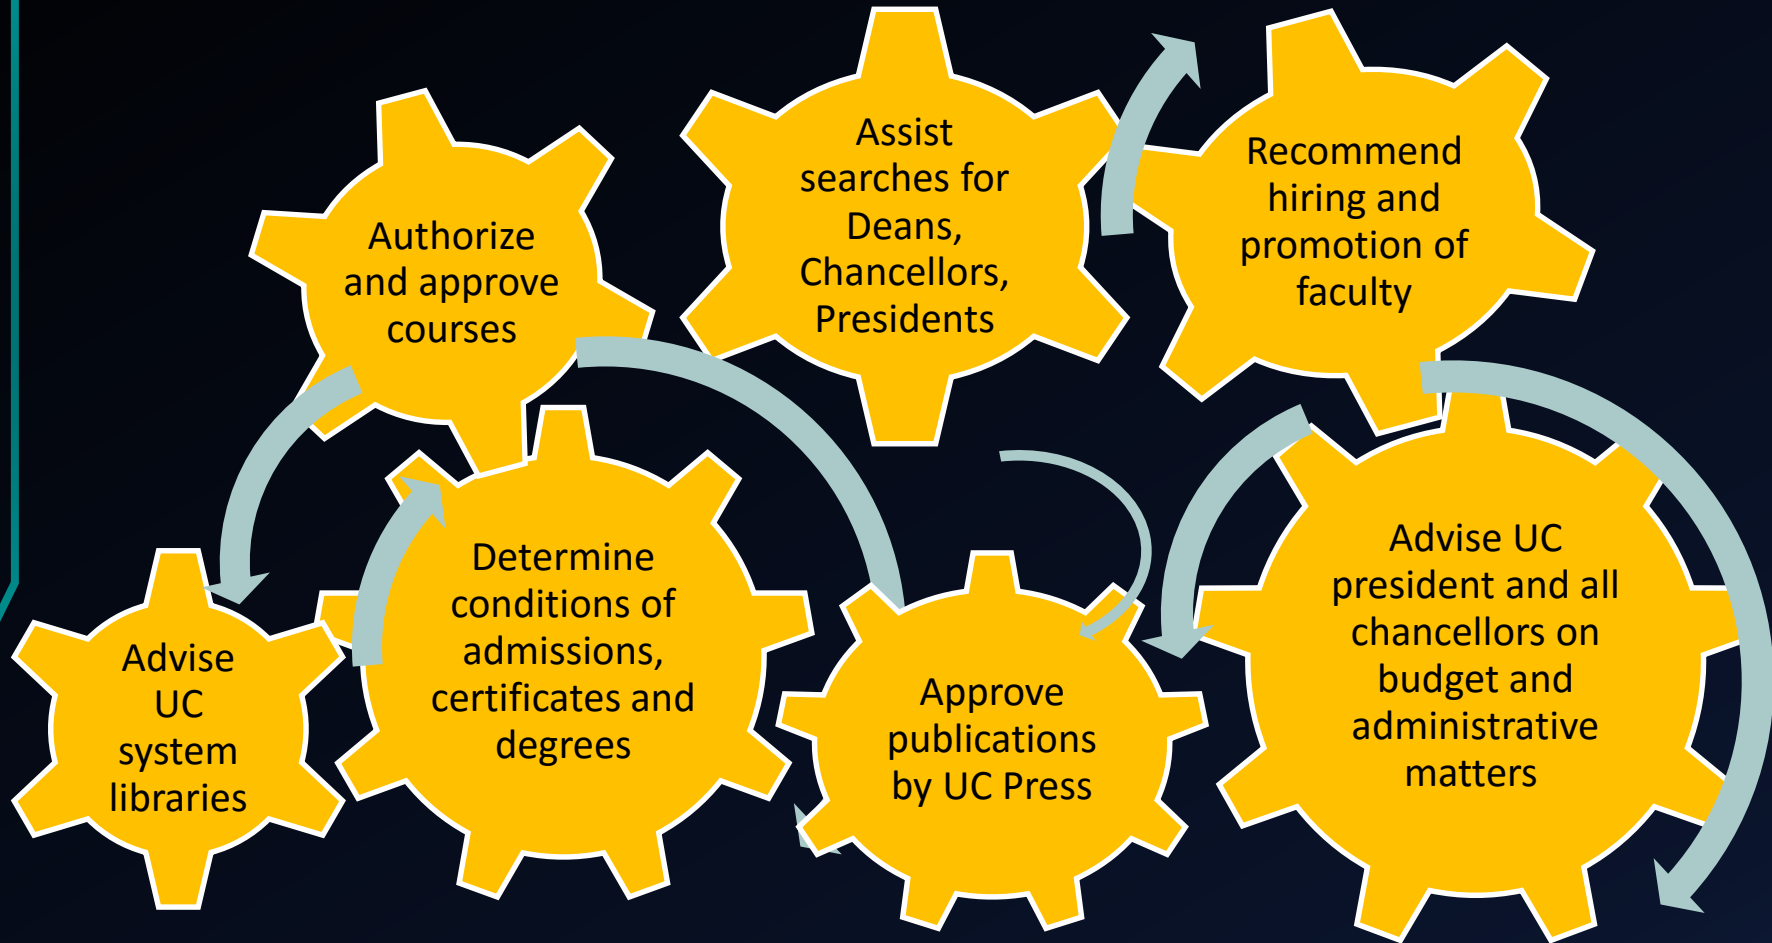 Authorize
and approve
courses
Assist
searches for
Deans,
Chancellors,
Presidents
Recommend
hiring and
promotion of
faculty
Advise
UC
system
libraries
Determine
conditions of
admissions,
certificates and
degrees
Approve
publications
by UC Press
Advise UC
president and all
chancellors on
budget and
administrative
matters